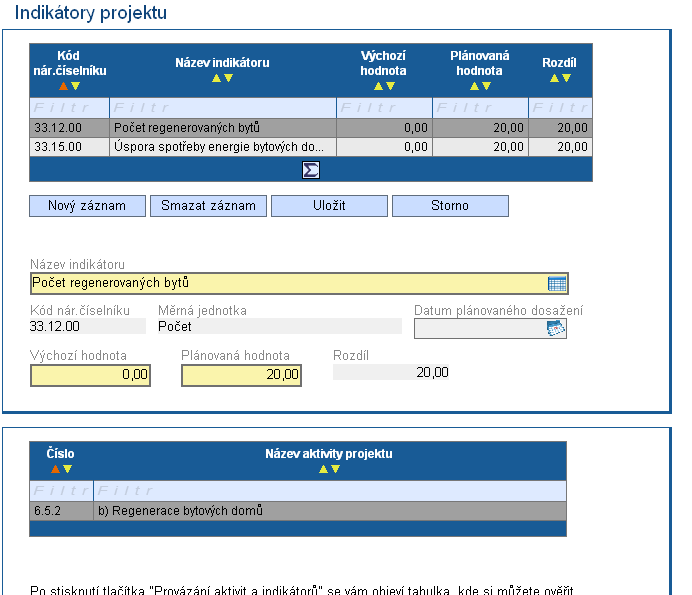 Indikátory projektu
Kód nár.číselníku Název indikátoru Výchozí hodnota Plánovaná hodnota Rozdíl
Filtr Filtr Filtr Filtr Filtr
33.12.00 Počet regenerovaných bytů 0,00 20,00 20,00
33.15.00 Úspora spotřeby energie bytových do... 0,00 20,00 20,00
Σ
Nový záznam Smazat záznam Uložit Storno
Název indikátoru
Počet regenerovaných bytů
Kód nár.číselníku Měrná jednotka Datum plánovaného dosažení
33.12.00 Počet
Výchozí hodnota Plánovaná hodnota Rozdíl
0,00 20,00 20,00
Číslo Název aktivity projektu
Filtr Filtr
6.5.2 b) Regenerace bytových domů
Po stisknutí tlačítka "Provázání aktivit a indikátorů" se vám objeví tabulka, kde si můžete ověřit